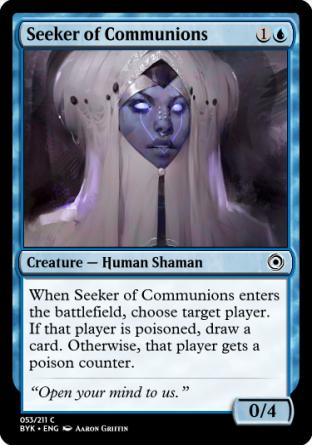 Seeker of Communions 1
Creature — Human Shaman
When Seeker of Communions enters
the battlefield, choose target player.
If that player is poisoned, draw a
card. Otherwise, that player gets a
poison counter.
“Open your mind to us.”
0/4
053/211 C
BYK • ENG Aaron Griffin